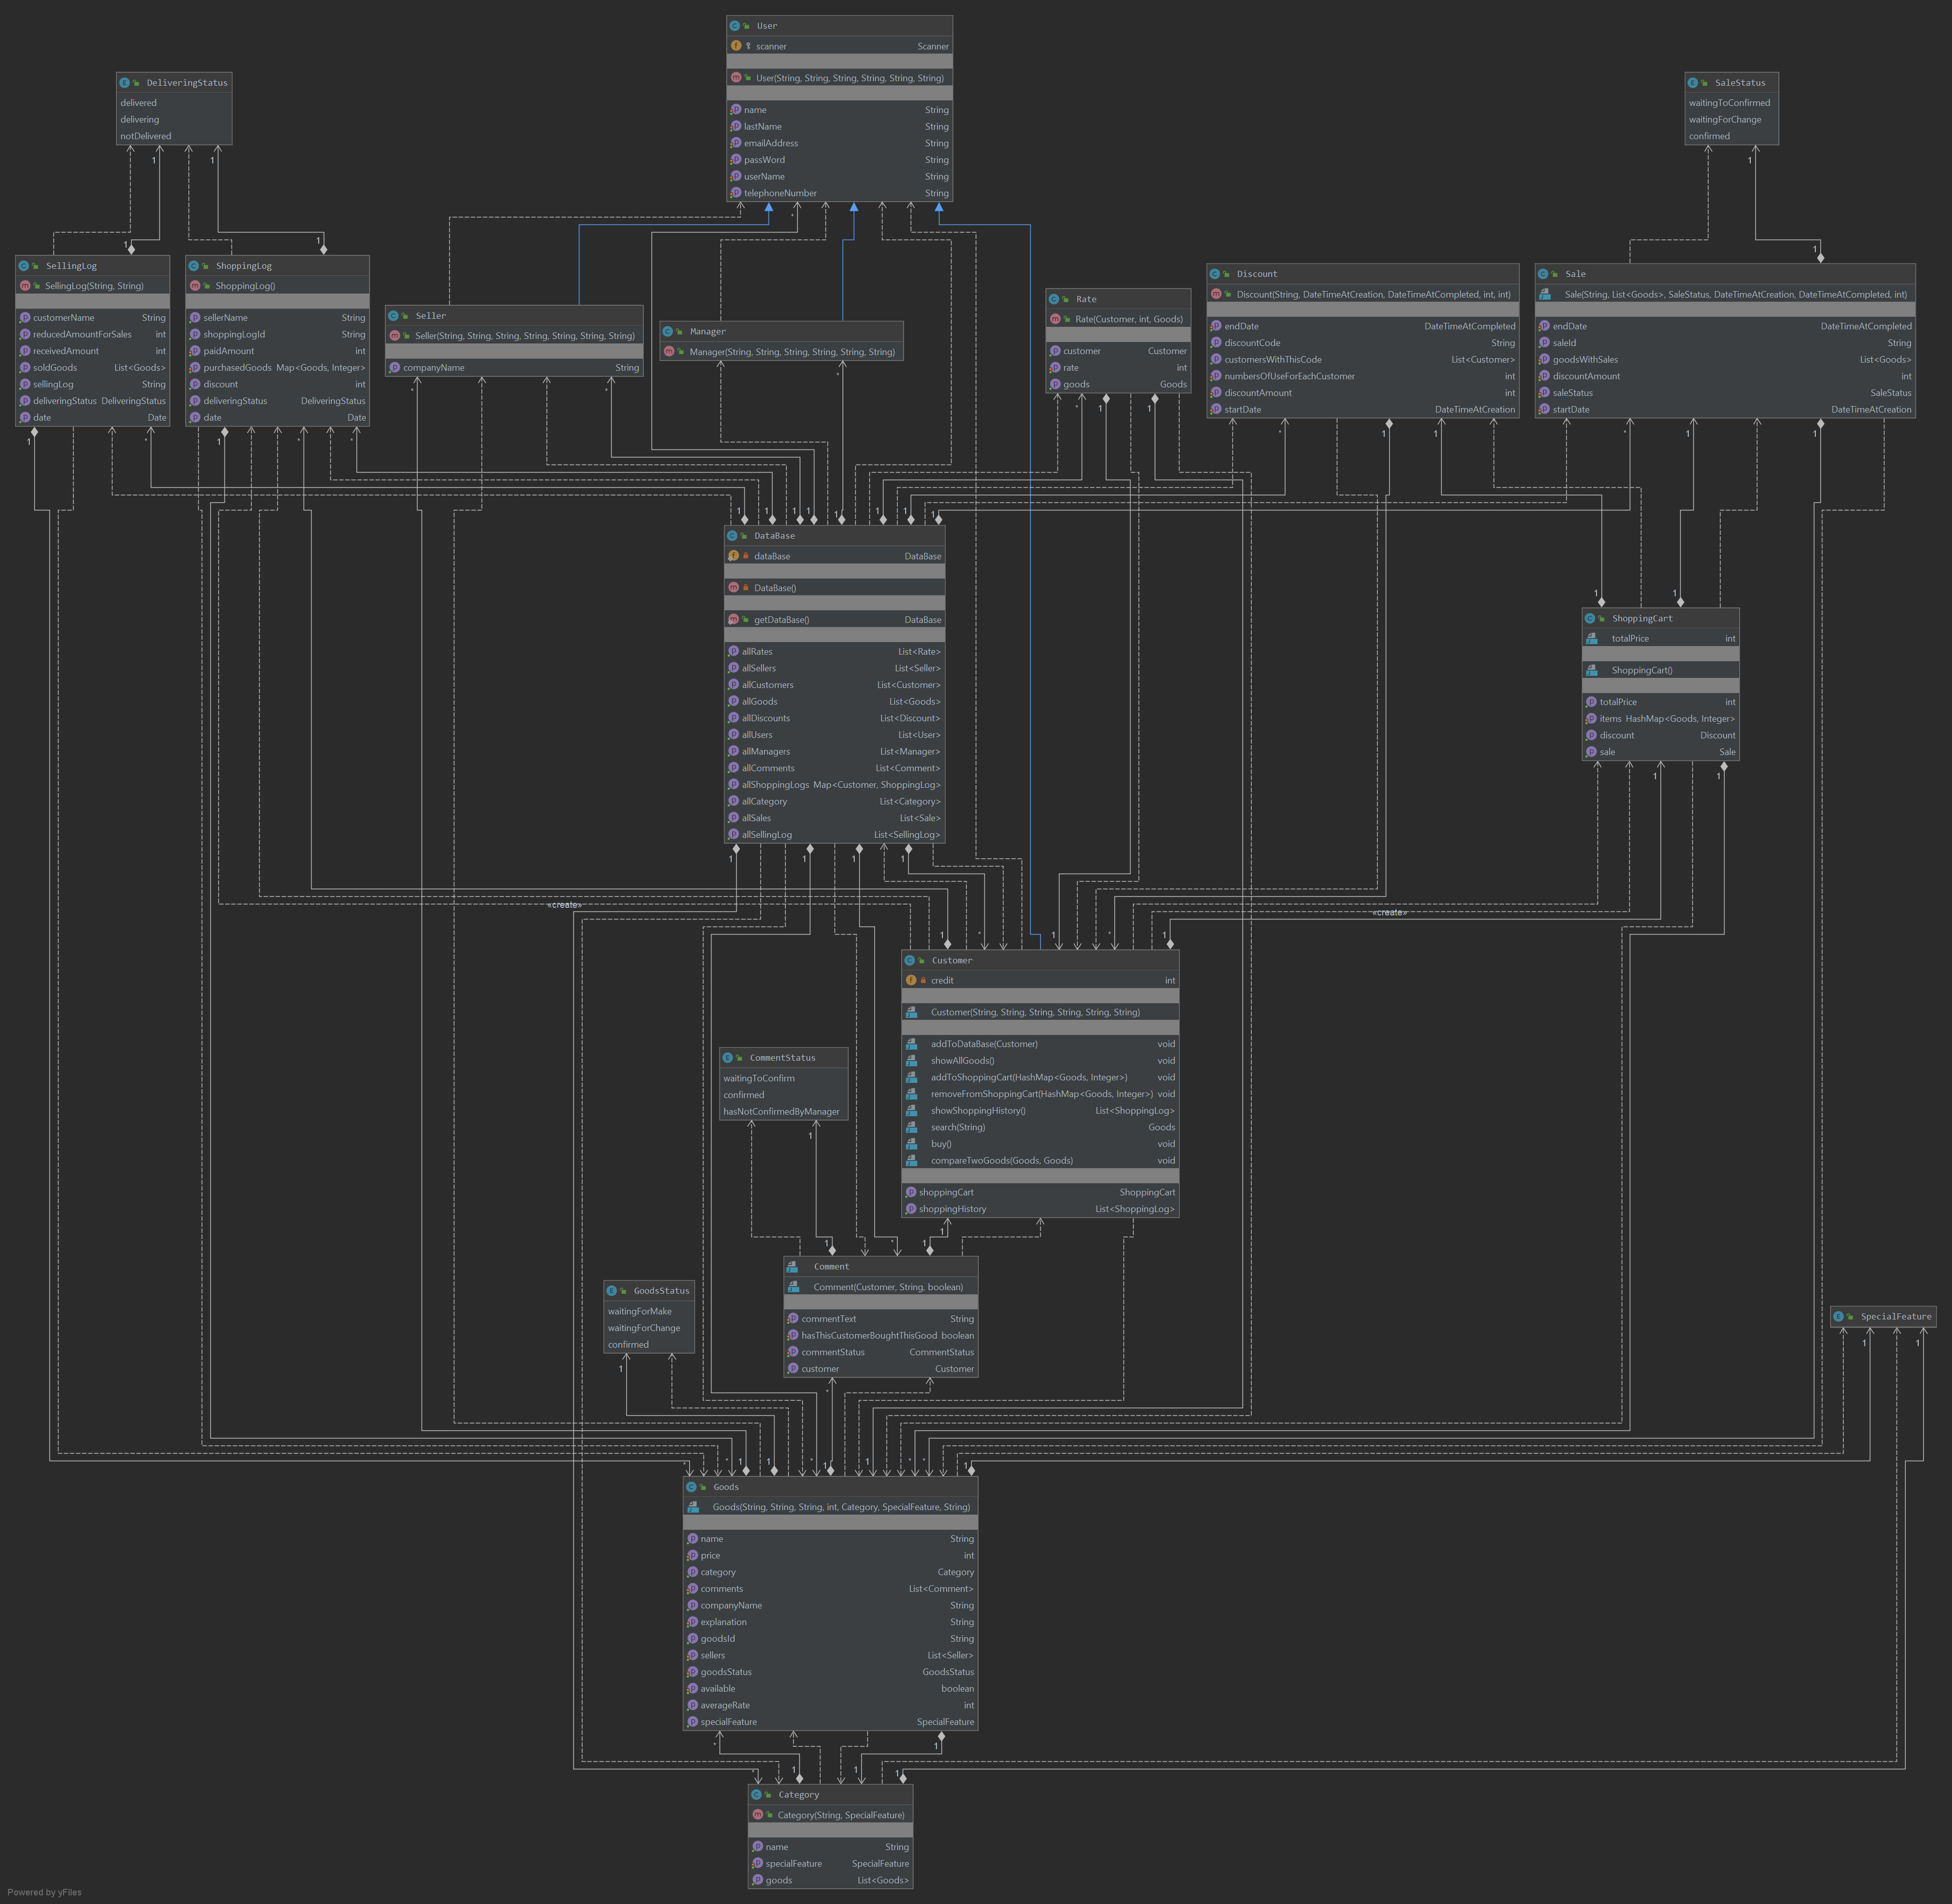 User
scanner Scanner
User(String, String, String, String, String, String)
name String
lastName String
emailAddress String
passWord String
userName String
telephoneNumber String
DeliveringStatus
delivered
delivering
notDelivered
SaleStatus
waitingToConfirmed
waitingForChange
confirmed
SellingLog
SellingLog(String, String)
customerName String
reducedAmountForSales int
receivedAmount int
soldGoods List<Goods>
sellingLog String
deliveringStatus DeliveringStatus
date Date
ShoppingLog
ShoppingLog()
sellerName String
shoppingLogId String
paidAmount int
purchasedGoods Map<Goods, Integer>
discount int
deliveringStatus DeliveringStatus
date Date
Seller
Seller(String, String, String, String, String, String, String)
companyName String
Manager
Manager(String, String, String, String, String, String)
Rate
Rate(Customer, int, Goods)
customer Customer
rate int
goods Goods
Discount
Discount(String, DateTimeAtCreation, DateTimeAtCompleted, int, int)
endDate DateTimeAtCompleted
discountCode String
customersWithThisCode List<Customer>
numbersOfUseForEachCustomer int
discountAmount int
startDate DateTimeAtCreation
Sale
Sale(String, List<Goods>, SaleStatus, DateTimeAtCreation, DateTimeAtCompleted, int)
endDate DateTimeAtCompleted
saleId String
goodsWithSales List<Goods>
discountAmount int
saleStatus SaleStatus
startDate DateTimeAtCreation
DataBase
dataBase DataBase
DataBase()
getDataBase() DataBase
allRates List<Rate>
allSellers List<Seller>
allCustomers List<Customer>
allGoods List<Goods>
allDiscounts List<Discount>
allUsers List<User>
allManagers List<Manager>
allComments List<Comment>
allShoppingLogs Map<Customer, ShoppingLog>
allCategory List<Category>
allSales List<Sale>
allSellingLog List<SellingLog>
ShoppingCart
totalPrice int
ShoppingCart()
totalPrice int
items HashMap<Goods, Integer>
discount Discount
sale Sale
«create»
«create»
Customer
credit int
Customer(String, String, String, String, String, String)
addToDataBase(Customer) void
showAllGoods() void
addToShoppingCart(HashMap<Goods, Integer>) void
removeFromShoppingCart(HashMap<Goods, Integer>) void
showShoppingHistory() List<ShoppingLog>
search(String) Goods
buy() void
compareTwoGoods(Goods, Goods) void
shoppingCart ShoppingCart
shoppingHistory List<ShoppingLog>
CommentStatus
waitingToConfirm
confirmed
hasNotConfirmedByManager
Comment
Comment(Customer, String, boolean)
commentText String
hasThisCustomerBoughtThisGood boolean
commentStatus CommentStatus
customer Customer
GoodsStatus
waitingForMake
waitingForChange
confirmed
SpecialFeature
Goods
Goods(String, String, String, int, Category, SpecialFeature, String)
name String
price int
category Category
comments List<Comment>
companyName String
explanation String
goodsId String
sellers List<Seller>
goodsStatus GoodsStatus
available boolean
averageRate int
specialFeature SpecialFeature
Category
Category(String, SpecialFeature)
name String
specialFeature SpecialFeature
goods List<Goods>
Powered by yFiles